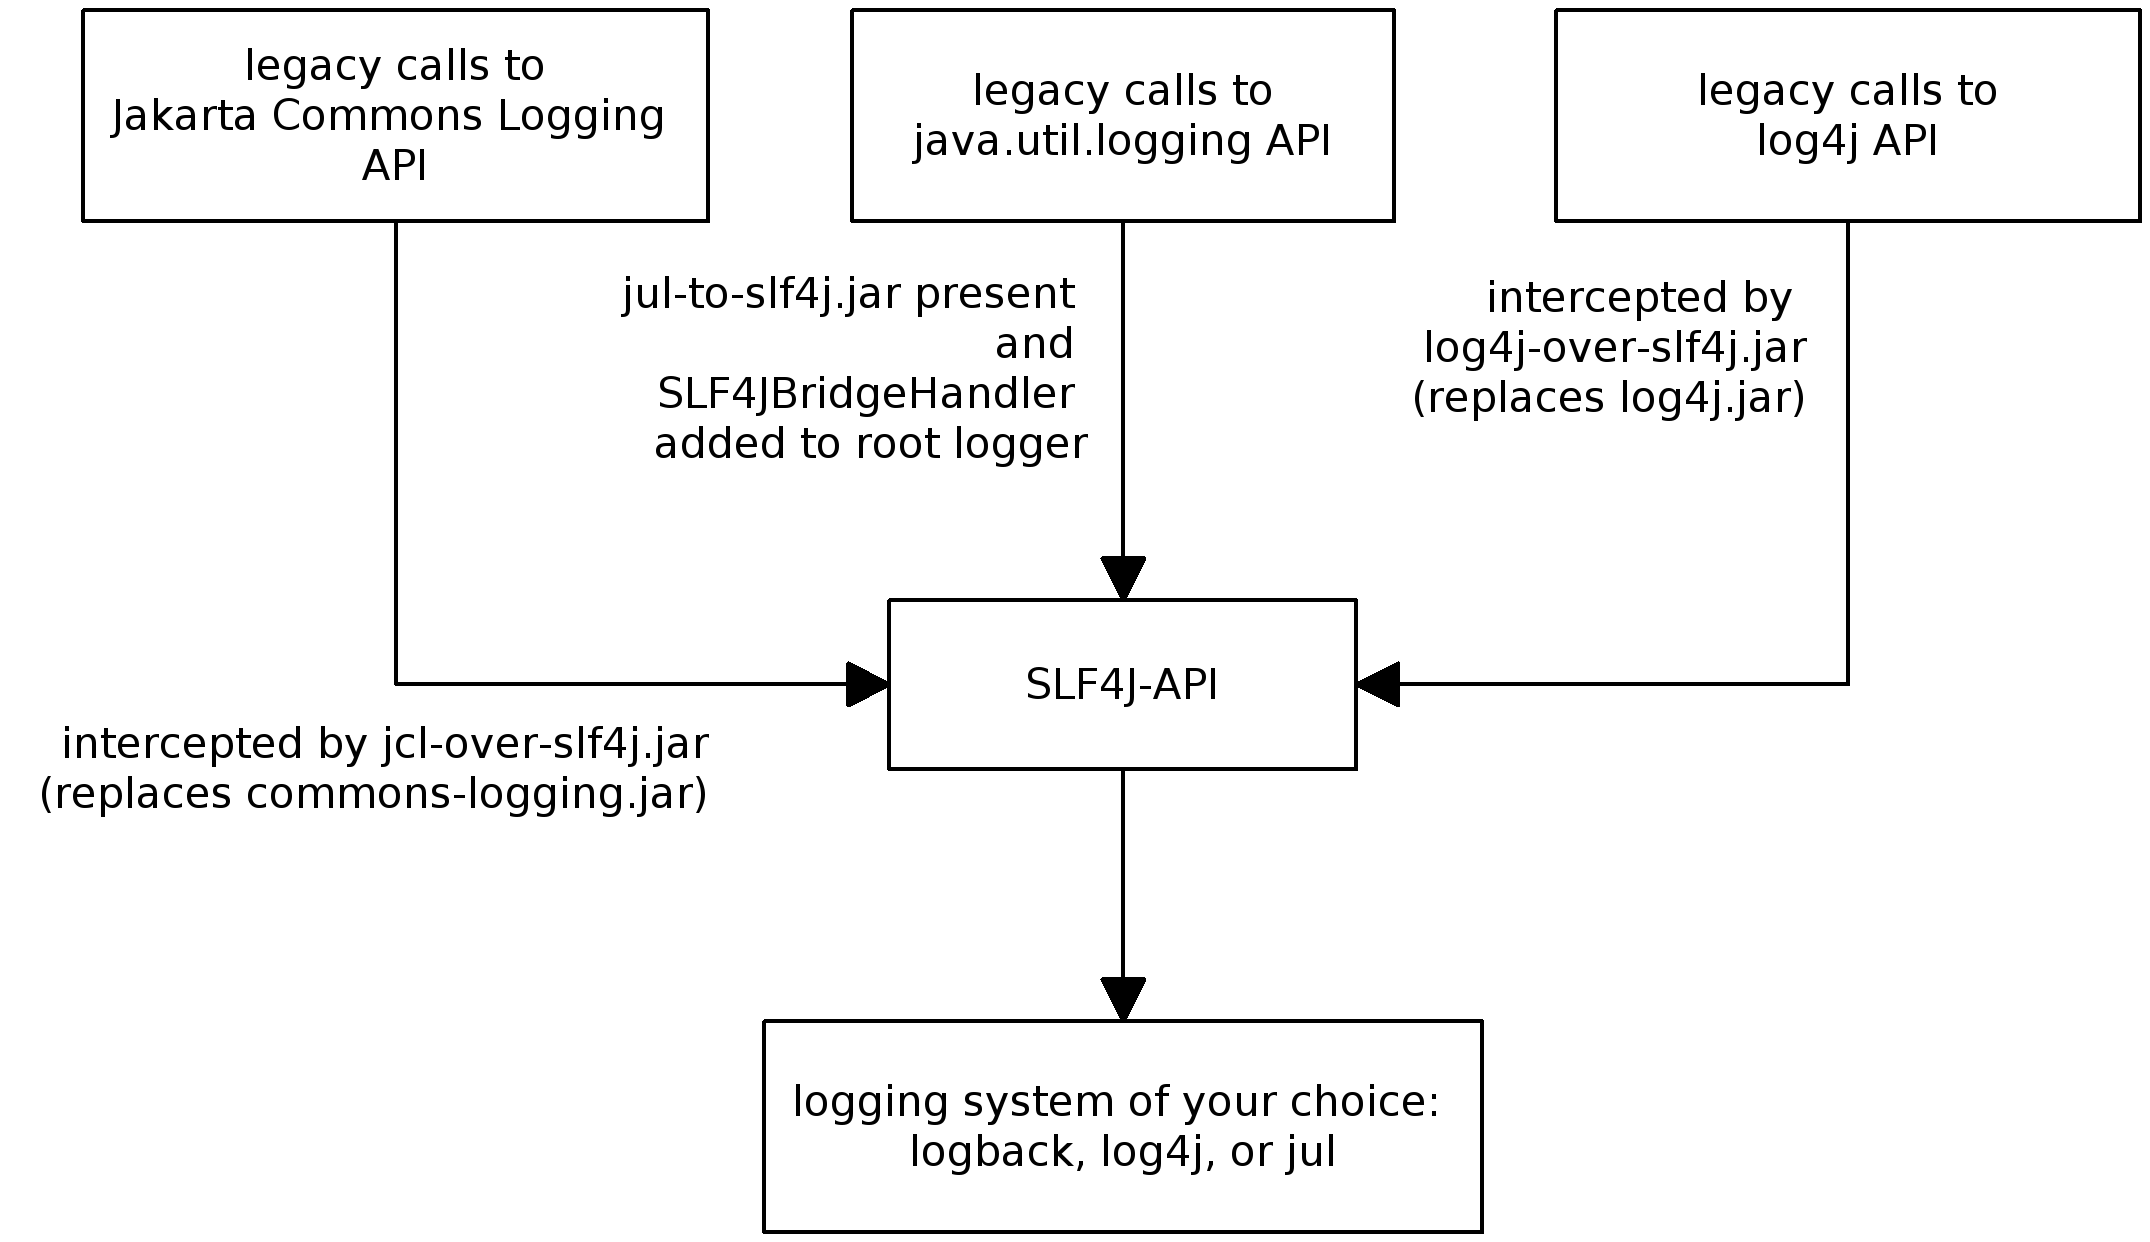 legacy calls to
Jakarta Commons Logging
API
legacy calls to
java.util.logging API
legacy calls to
log4j API
jul-to-slf4j.jar present
and
SLF4JBridgeHandler
added to root logger
intercepted by
log4j-over-slf4j.jar
(replaces log4j.jar)
SLF4J-API
intercepted by jcl-over-slf4j.jar
(replaces commons-logging.jar)
logging system of your choice:
logback, log4j, or jul